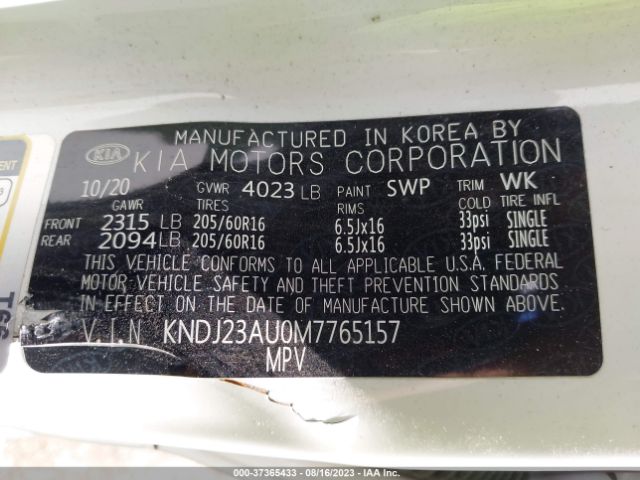 MANUFACTURED IN KOREA BY
KIA KIA MOTORS CORPORATION
10/20 GVWR 4023 LB PAINT SWP TRIM WK
GAWR TIRES RIMS COLD TIRE INFL
FRONT 2315 LB 205/60R16 6.5Jx16 33psi SINGLE
REAR 2094 LB 205/60R16 6.5Jx16 33psi SINGLE
THIS VEHICLE CONFORMS TO ALL APPLICABLE U.S.A. FEDERAL
MOTOR VEHICLE SAFETY AND THEFT PREVENTION STANDARDS
IN EFFECT ON THE DATE OF MANUFACTURE SHOWN ABOVE.
V.I.N KNDJ23AU0M7765157
MPV
000-37365433 - 08/16/2023 - IAA Inc.